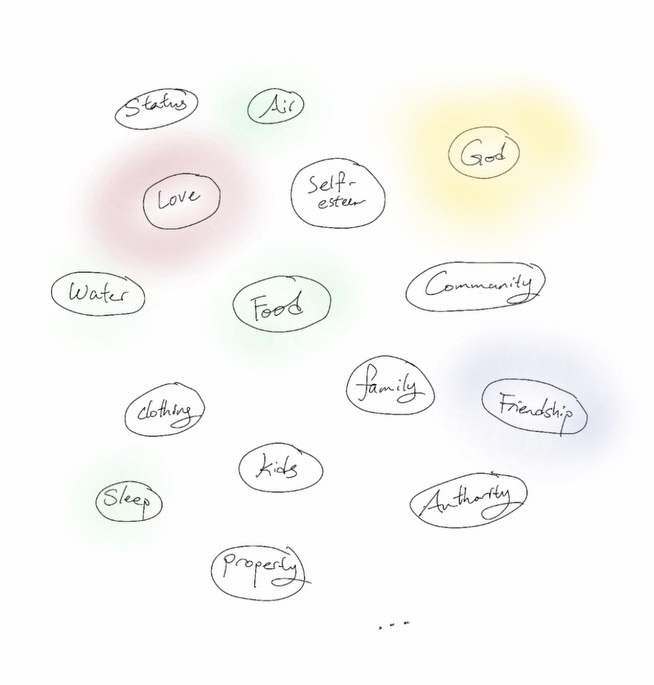 Status
Air
God
Love
Self-
esteem
Water
Food
Community
family
Friendship
clothing
kids
Sleep
Authority
property
...